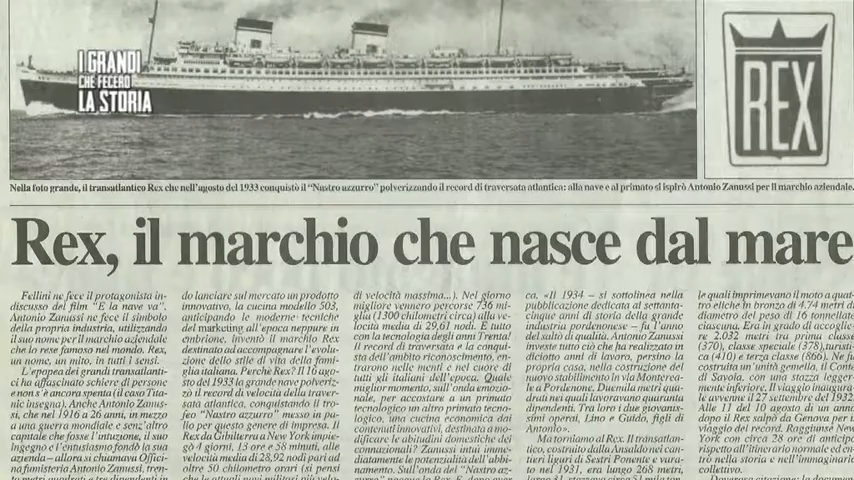 I GRANDI
CHE FECERO
LA STORIA
REX
Nella foto grande, il transatlantico Rex che nell'agosto del 1933 conquistò il "Nastro azzurro" polverizzando il record di traversata atlantica: alla nave e al primato si ispirò Antonio Zanussi per il marchio aziendale.
Rex, il marchio che nasce dal mare
Fellini ne fece il protagonista in-
discusso del film "E la nave va".
Antonio Zanussi ne fece il simbolo
della propria industria, utilizzando
il suo nome per il marchio aziendale
che lo rese famoso nel mondo. Rex,
un nome, un mito, in tutti i sensi.
L'epopea dei grandi transatlanti-
ci ha affascinato schiere di persone
e non s'è ancora spenta (il caso Tita-
nic insegna). Anche Antonio Zanus-
si, che nel 1916 a 26 anni, in mezzo
a una guerra mondiale e senz'altro
capitale che fosse l'intuzione, il suo
ingegno e l'entusiasmo fondò la sua
azienda – allora si chiamava Offici-
na fumisteria Antonio Zanussi, tren-
do lanciare sul mercato un prodotto
innovativo, la cucina modello 503,
anticipando le moderne tecniche
del marketing all'epoca neppure in
embrione, inventò il marchio Rex
destinato ad accompagnare l'evolu-
zione dello stile di vita della fami-
glia italiana. Perché Rex? Il 16 ago-
sto del 1933 la grande nave polveriz-
zò il record di velocità della traver-
sata atlantica, conquistando il tro-
feo "Nastro azzurro" messo in pa-
lio per questo genere di impresa. Il
Rex da Gibilterra a New York impie-
gò 4 giorni, 13 ore e 58 minuti, alle
velocità media di 28,92 nodi pari ad
oltre 50 chilometri orari (si pensi
che le attuali navi militari più velo-
di velocità massima...). Nel giorno
migliore vennero percorse 736 mi-
glia (1300 chilometri circa) alla ve-
locità media di 29,61 nodi. E tutto
con la tecnologia degli anni Trenta!
Il record di traversata e la conqui-
sta dell'ambito riconoscimento, en-
trarono nelle menti e nel cuore di
tutti gli italiani dell'epoca. Quale
miglior momento, sull'onda emozio-
nale, per accostare a un primato
tecnologico un altro primato tecno-
logico, una cucina economica dai
contenuti innovativi, destinata a mo-
dificare le abitudini domestiche dei
connazionali? Zanussi intuì imme-
diatamente le potenzialità dell'abbi-
namento. Sull'onda del "Nastro az-
ca. «Il 1934 – si sottolinea nella
pubblicazione dedicata al settanta-
cinque anni di storia della grande
industria pordenonese – fu l'anno
del salto di qualità. Antonio Zanussi
investe tutto ciò che ha realizzato in
diciotto anni di lavoro, persino la
propria casa, nella costruzione del
nuovo stabilimento in via Monterea-
le a Pordenone. Duemila metri qua-
drati nei quali lavoravano quaranta
dipendenti. Tra loro i due giovanis-
simi operai, Lino e Guido, figli di
Antonio».
Ma torniamo al Rex. Il transatlan-
tico, costruito dalla Ansaldo nei can-
tieri liguri di Sestri Ponente e vara-
to nel 1931, era lungo 268 metri,
le quali imprimevano il moto a quat-
tro eliche in bronzo di 4.74 metri di
diametro del peso di 16 tonnellate
ciascuna. Era in grado di accoglie-
re 2.032 metri tra prima classe
(370), classe speciale (378), turisti-
ca (410) e terza classe (866). Ne fu
costruita un'unità gemella, il Conte
di Savoia, con una stazza legger-
mente inferiore. Il viaggio inaugura-
le avvenne il 27 settembre del 1932.
Alle 11 del 10 agosto di un anno
dopo il Rex salpò da Genova per il
viaggio del record. Raggiunse New
York con circa 28 ore di anticipo
rispetto all'itinerario normale ed en-
trò nella storia e nell'immaginario
collettivo.